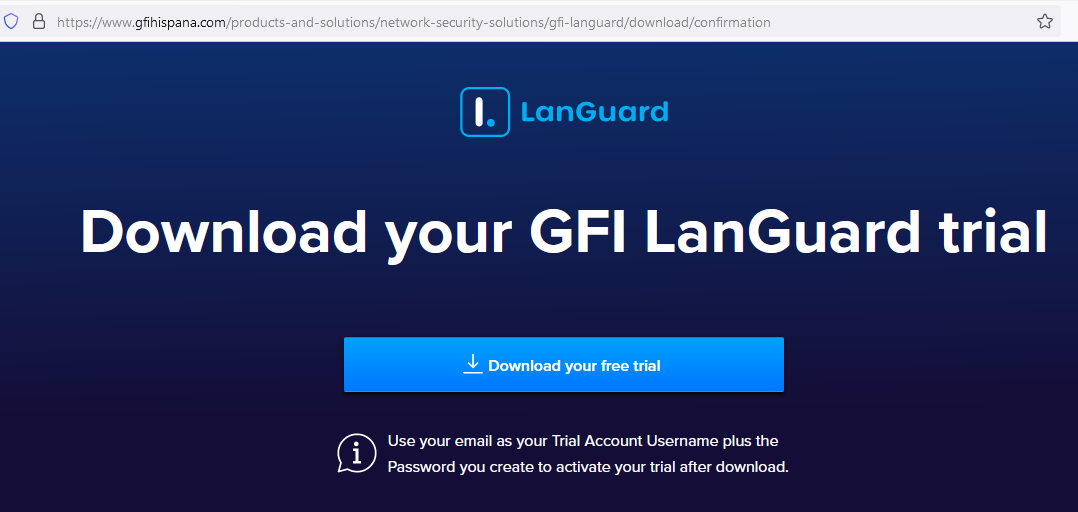 https://www.gfihispana.com/products-and-solutions/network-security-solutions/gfi-languard/download/confirmation
l. LanGuard
Download your GFI LanGuard trial
Download your free trial
Use your email as your Trial Account Username plus the
Password you create to activate your trial after download.